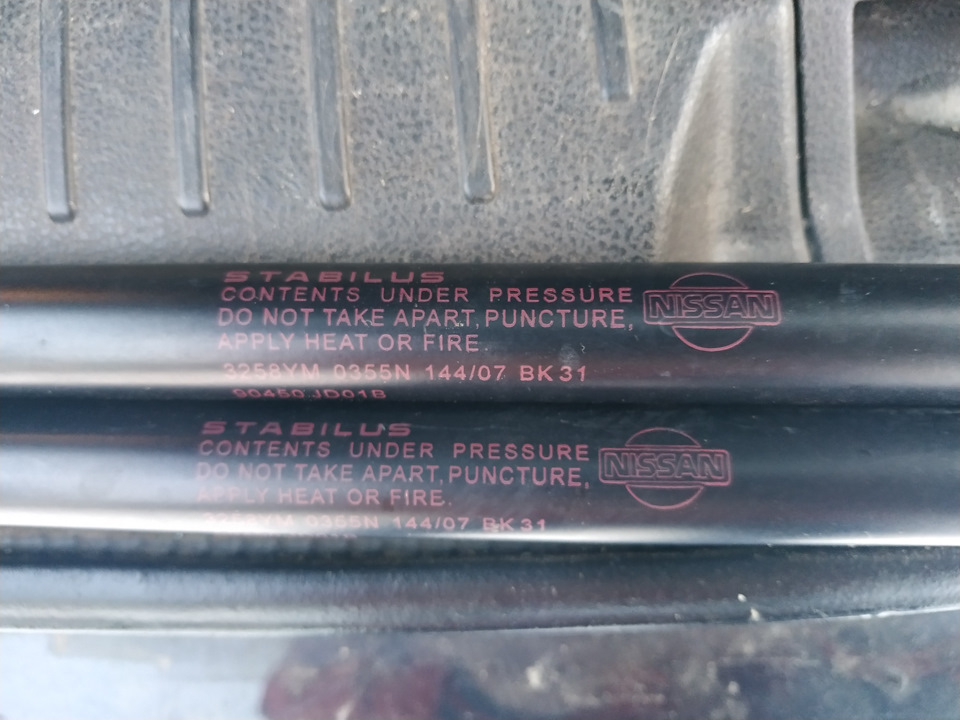 STABILUS
CONTENTS UNDER PRESSURE
DO NOT TAKE APART, PUNCTURE,
APPLY HEAT OR FIRE.
NISSAN
3258YM 0355N 144/07 BK31
90450 JD01B
STABILUS
CONTENTS UNDER PRESSURE
DO NOT TAKE APART, PUNCTURE,
APPLY HEAT OR FIRE.
NISSAN
3258YM 0355N 144/07 BK31